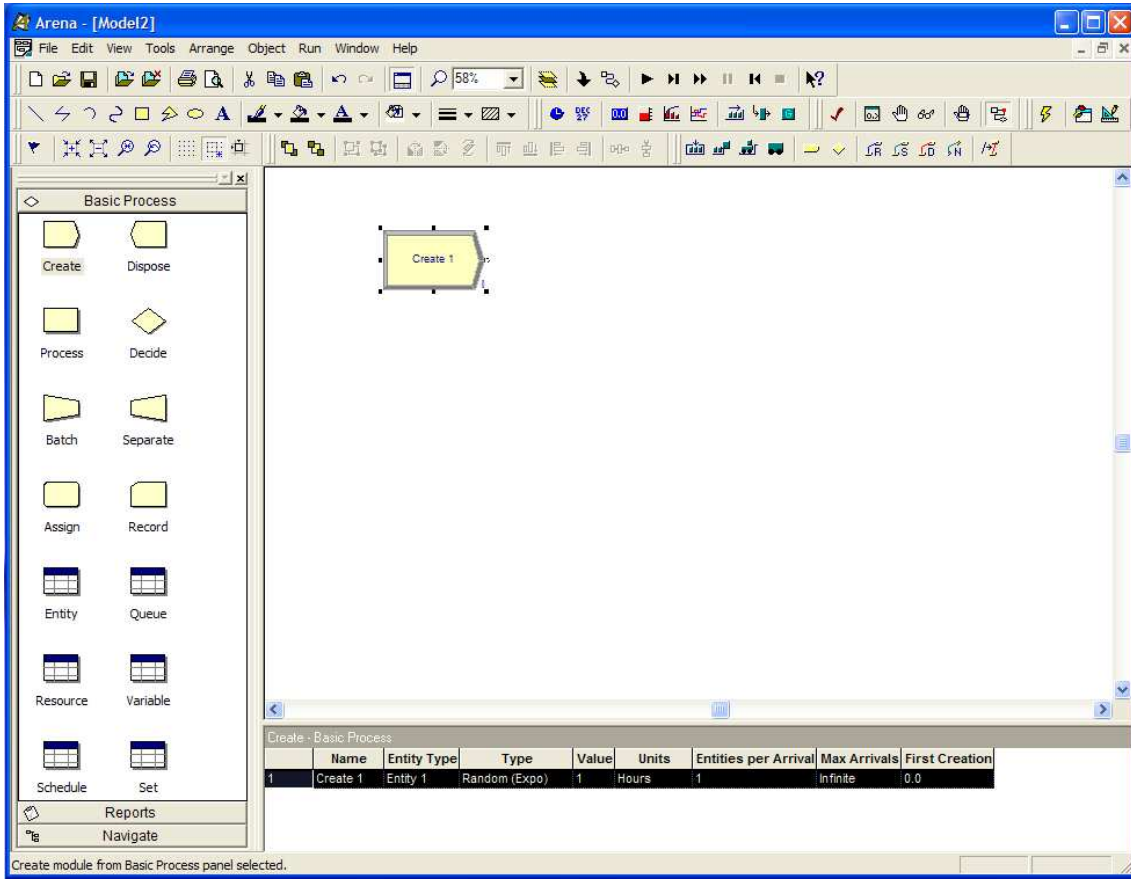 Arena - [Model2]
File Edit View Tools Arrange Object Run Window Help
58%
Basic Process
Create Dispose
Process Decide
Batch Separate
Assign Record
Entity Queue
Resource Variable
Schedule Set
Reports
Navigate
Create 1
Create - Basic Process
Name Entity Type Type Value Units Entities per Arrival Max Arrivals First Creation
1 Create 1 Entity 1 Random (Expo) 1 Hours 1 Infinite 0.0
Create module from Basic Process panel selected.